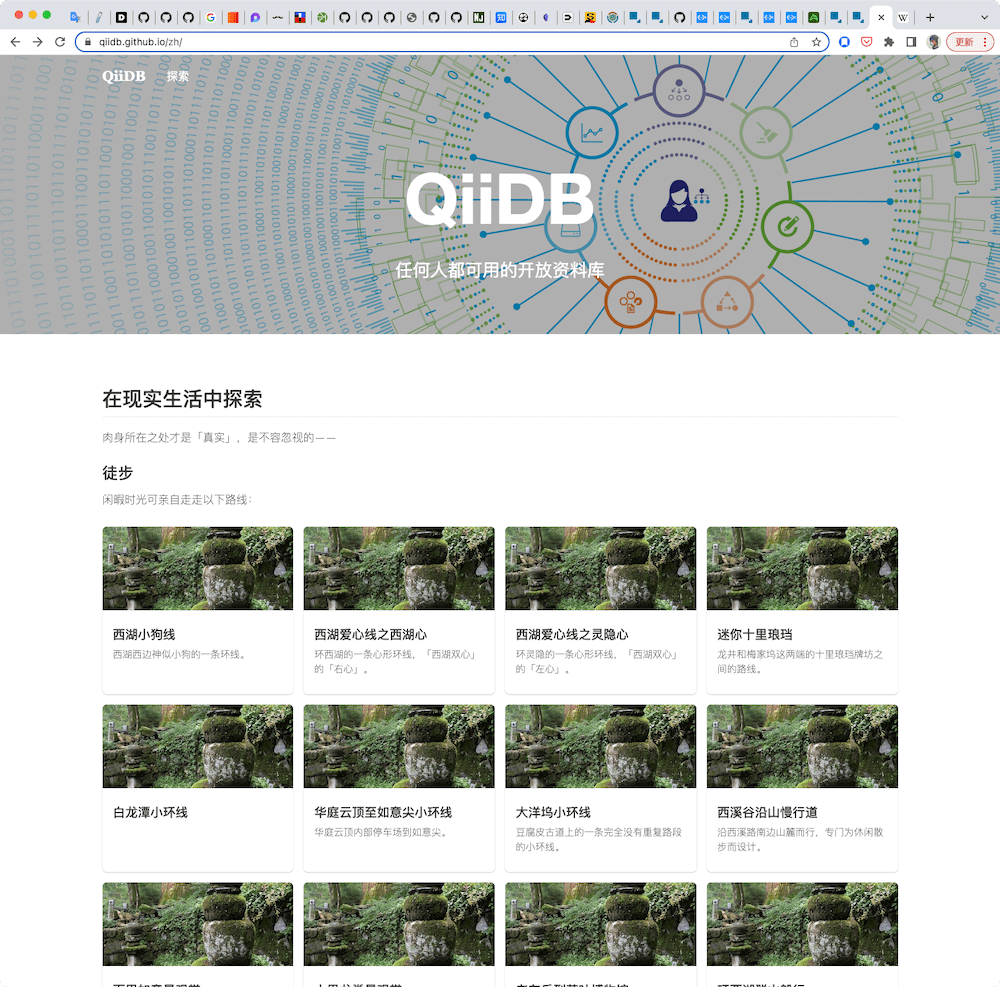 qiidb.github.io/zh/
更新
QiiDB 探索
QiiDB
任何人都可用的开放资料库
在现实生活中探索
肉身所在之处才是「真实」，是不容忽视的——
徒步
闲暇时光可亲自走走以下路线：
西湖小狗线
西湖西边神似小狗的一条环线。
西湖爱心线之西湖心
环西湖的一条心形环线，「西湖双心」
的「右心」。
西湖爱心线之灵隐心
环灵隐的一条心形环线，「西湖双心」
的「左心」。
迷你十里琅珰
龙井和梅家坞这两端的十里琅珰牌坊之
间的路线。
白龙潭小环线
华庭云顶至如意尖小环线
华庭云顶内部停车场到如意尖。
大洋坞小环线
豆腐皮古道上的一条完全没有重复路段
的小环线。
西溪谷沿山慢行道
沿西溪路南边山麓而行，专门为休闲散
步而设计。